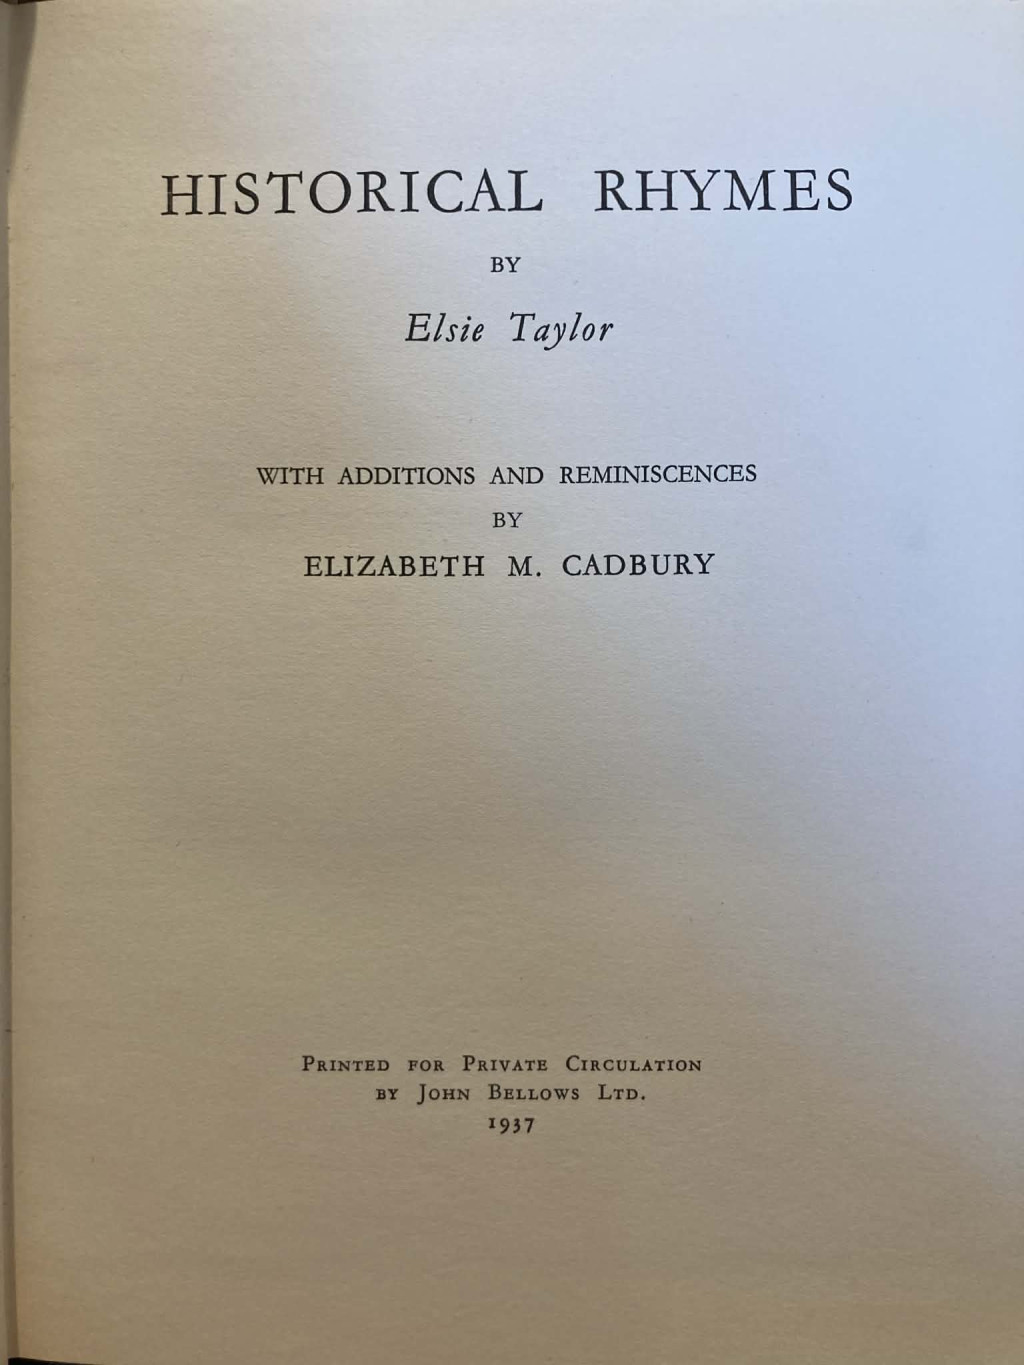 HISTORICAL RHYMES
BY
Elsie Taylor
WITH ADDITIONS AND REMINISCENCES
BY
ELIZABETH M. CADBURY
PRINTED FOR PRIVATE CIRCULATION
BY JOHN BELLOWS LTD.
1937